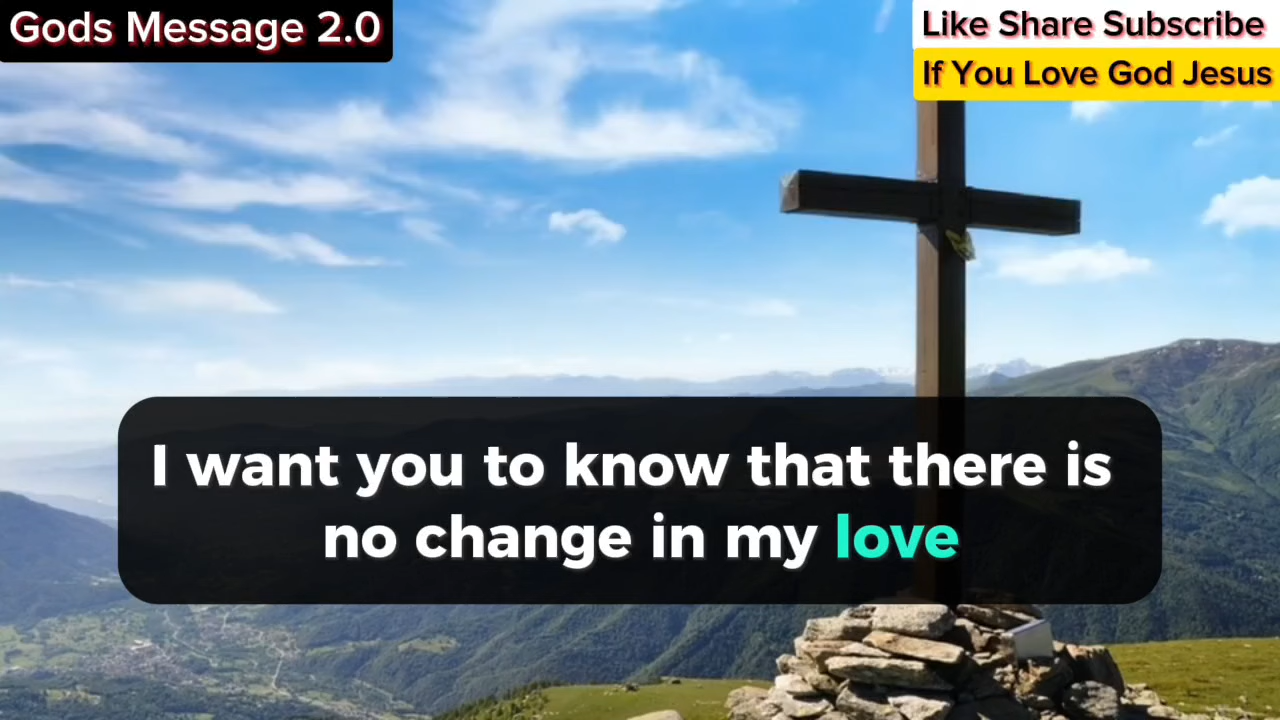 Gods Message 2.0
Like Share Subscribe
If You Love God Jesus
I want you to know that there is
no change in my love